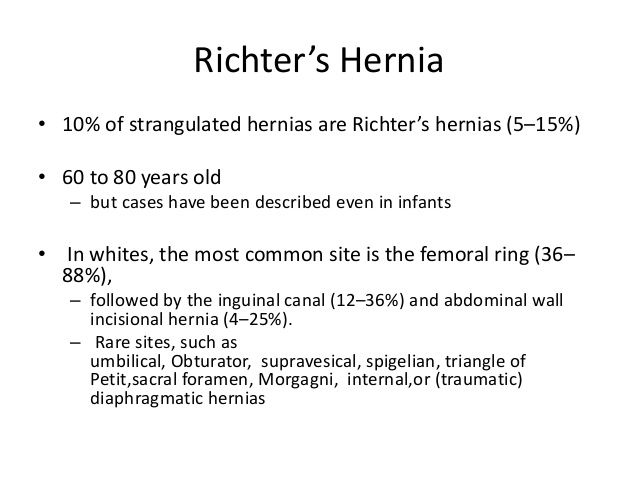 Richter’s Hernia
• 10% of strangulated hernias are Richter’s hernias (5–15%)
• 60 to 80 years old
– but cases have been described even in infants
• In whites, the most common site is the femoral ring (36–
88%),
– followed by the inguinal canal (12–36%) and abdominal wall
incisional hernia (4–25%).
– Rare sites, such as
umbilical, Obturator, supravesical, spigelian, triangle of
Petit,sacral foramen, Morgagni, internal,or (traumatic)
diaphragmatic hernias